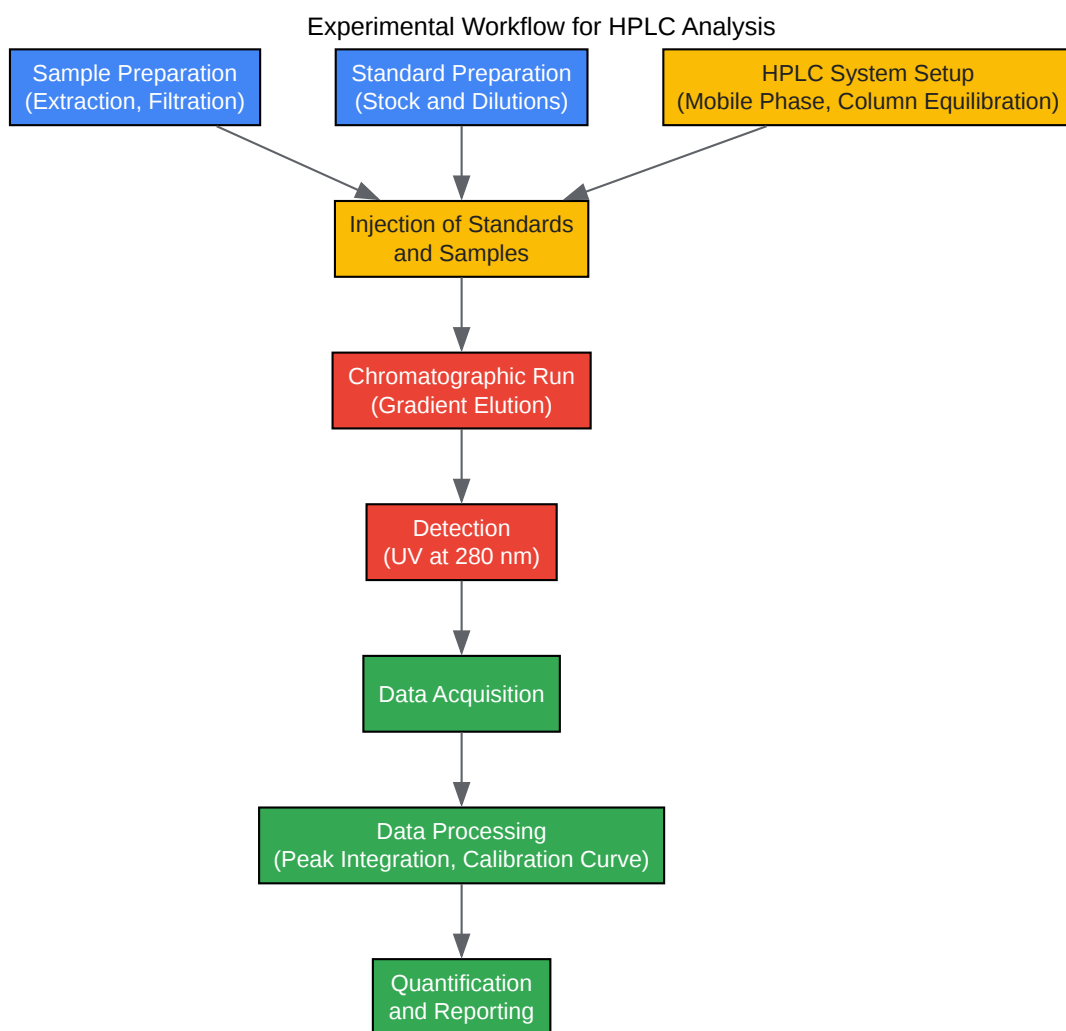 Experimental Workflow for HPLC Analysis
Sample Preparation
(Extraction, Filtration)
Standard Preparation
(Stock and Dilutions)
HPLC System Setup
(Mobile Phase, Column Equilibration)
Injection of Standards
and Samples
Chromatographic Run
(Gradient Elution)
Detection
(UV at 280 nm)
Data Acquisition
Data Processing
(Peak Integration, Calibration Curve)
Quantification
and Reporting